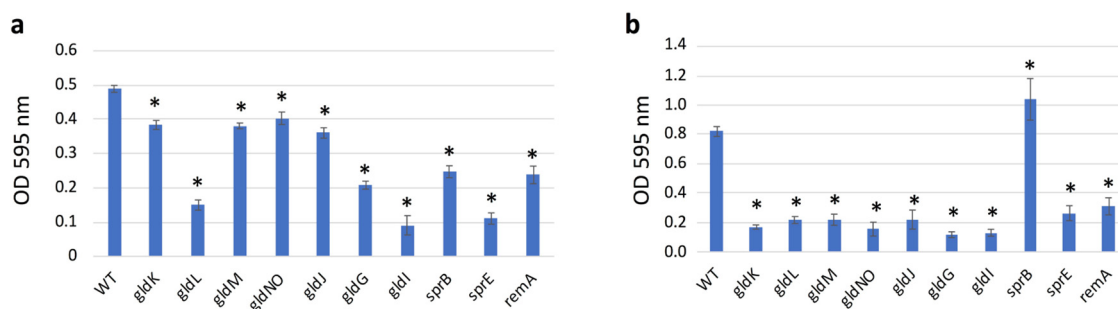 a
OD 595 nm
0.6
0.5
0.4
0.3
0.2
0.1
0
* * * * * * * * * *
WT gldK gldL gldM gldNO gldJ gldG gldI sprB sprE remA
b
OD 595 nm
1.4
1.2
1.0
0.8
0.6
0.4
0.2
0.0
* * * * * * * * * *
WT gldK gldL gldM gldNO gldJ gldG gldI sprB sprE remA